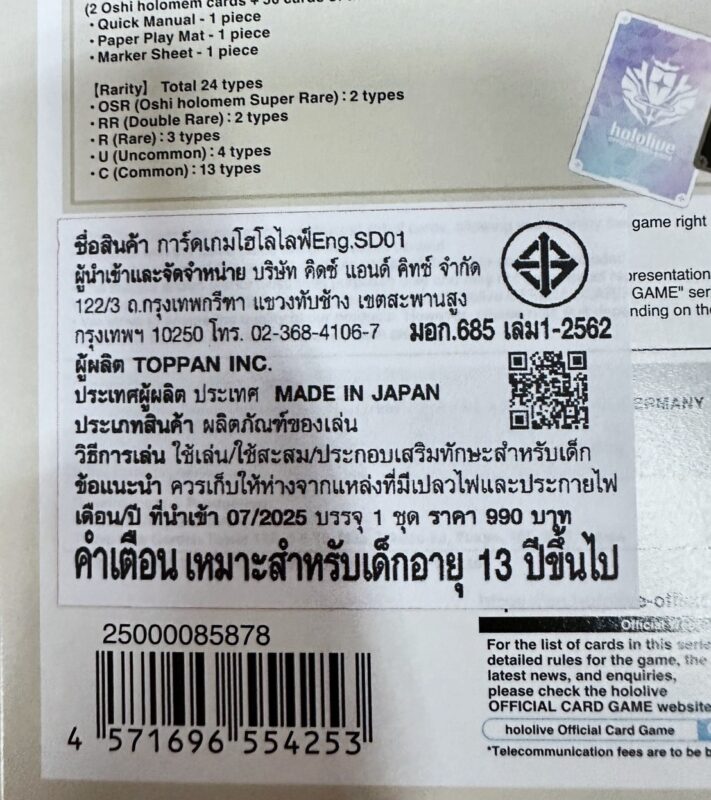 (2 Oshi holomem cards +
• Quick Manual - 1 piece
• Paper Play Mat - 1 piece
• Marker Sheet - 1 piece
【Rarity】 Total 24 types
• OSR (Oshi holomem Super Rare) : 2 types
• RR (Double Rare) : 2 types
• R (Rare) : 3 types
• U (Uncommon) : 4 types
• C (Common) : 13 types
hololive
game right
presentation
GAME" ser
nding on the
ชื่อสินค้า การ์ดเกมโฮโลไลฟ์Eng.SD01
ผู้นำเข้าและจัดจำหน่าย บริษัท คิดซ์ แอนด์ คิทซ์ จำกัด
122/3 ถ.กรุงเทพกรีฑา แขวงทับช้าง เขตสะพานสูง
กรุงเทพฯ 10250 โทร. 02-368-4106-7
มอก.685 เล่ม1-2562
ผู้ผลิต TOPPAN INC.
ประเทศผู้ผลิต ประเทศ MADE IN JAPAN
ประเภทสินค้า ผลิตภัณฑ์ของเล่น
วิธีการเล่น ใช้เล่น/ใช้สะสม/ประกอบเสริมทักษะสำหรับเด็ก
ข้อแนะนำ ควรเก็บให้ห่างจากแหล่งที่มีเปลวไฟและประกายไฟ
เดือน/ปี ที่นำเข้า 07/2025 บรรจุ 1 ชุด ราคา 990 บาท
คำเตือน เหมาะสำหรับเด็กอายุ 13 ปีขึ้นไป
ERMANY
25000085878
4 571696 554253
Official
For the list of cards in this serie
detailed rules for the game, the
latest news, and enquiries,
please check the hololive
OFFICIAL CARD GAME website
hololive Official Card Game
*Telecommunication fees are to be b